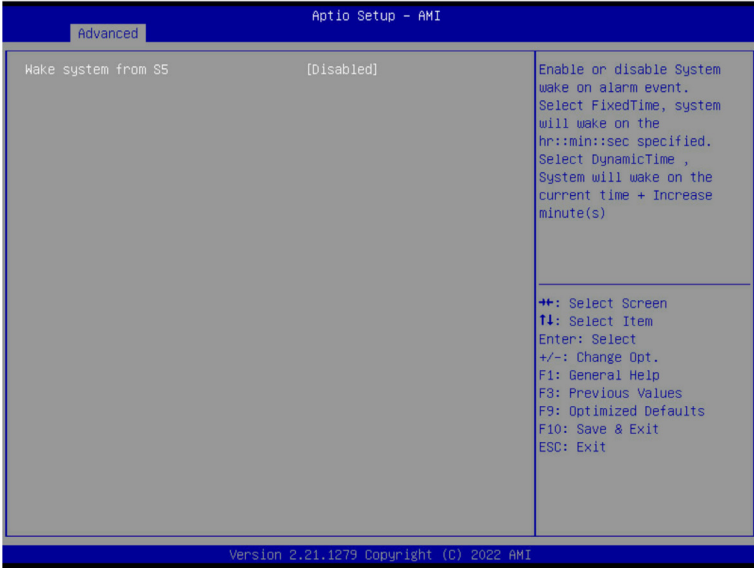 Aptio Setup – AMI
Advanced
Wake system from S5 [Disabled]
Enable or disable System
wake on alarm event.
Select FixedTime, system
will wake on the
hr::min::sec specified.
Select DynamicTime ,
System will wake on the
current time + Increase
minute(s)
→←: Select Screen
↑↓: Select Item
Enter: Select
+/-: Change Opt.
F1: General Help
F3: Previous Values
F9: Optimized Defaults
F10: Save & Exit
ESC: Exit
Version 2.21.1279 Copyright (C) 2022 AMI